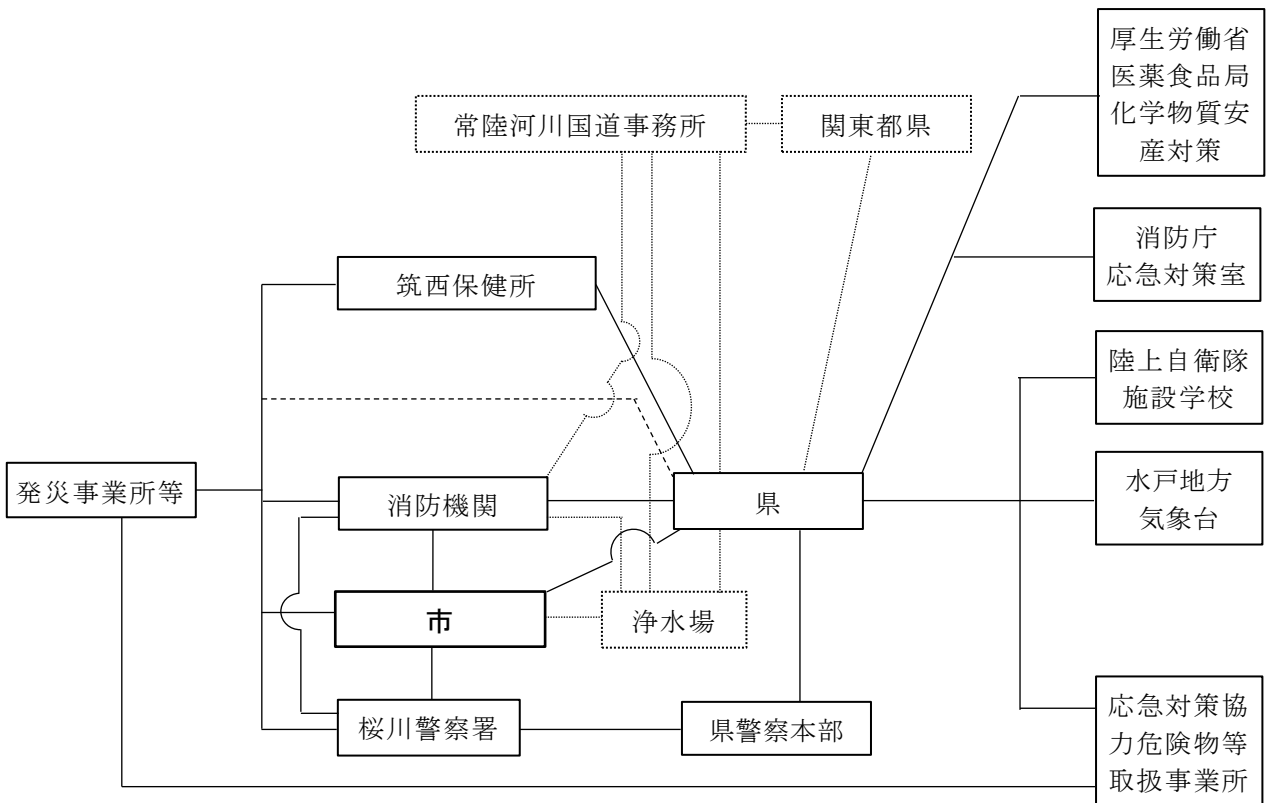 厚生労働省
医薬食品局
化学物質安
産対策
常陸河川国道事務所
関東都県
消防庁
応急対策室
筑西保健所
陸上自衛隊
施設学校
発災事業所等
消防機関
県
水戸地方
気象台
市
浄水場
桜川警察署
県警察本部
応急対策協
力危険物等
取扱事業所